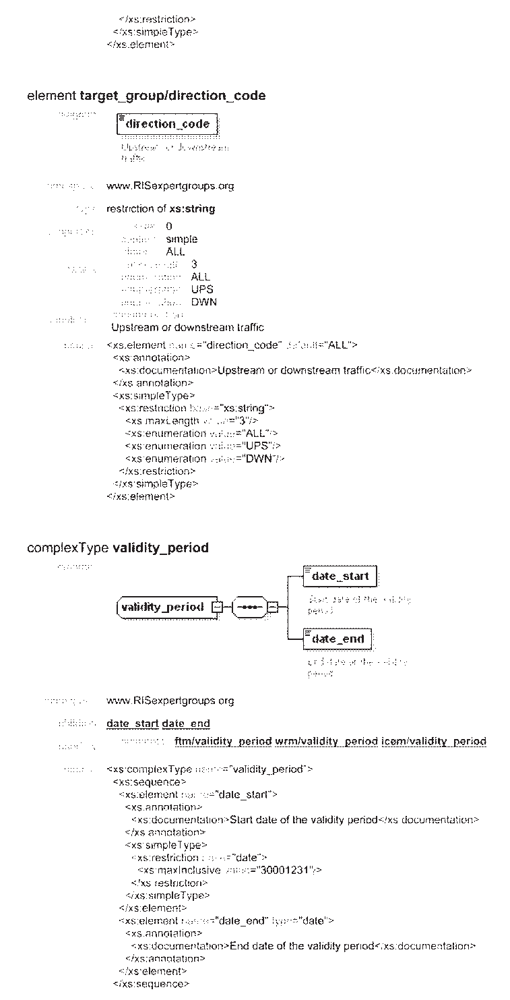 </xs:restriction>
</xs:simpleType>
</xs:element>
element target_group/direction_code
diagram
direction_code
Upstream or downstream
traffic
namespace www.RISexpertgroups.org
type restriction of xs:string
properties
0
content simple
default ALL
facets
maxLength 3
enumeration ALL
enumeration UPS
enumeration DWN
annotation
documentation
Upstream or downstream traffic
source <xs:element name="direction_code" default="ALL">
<xs:annotation>
<xs:documentation>Upstream or downstream traffic</xs:documentation>
</xs:annotation>
<xs:simpleType>
<xs:restriction base="xs:string">
<xs:maxLength value="3"/>
<xs:enumeration value="ALL"/>
<xs:enumeration value="UPS"/>
<xs:enumeration value="DWN"/>
</xs:restriction>
</xs:simpleType>
</xs:element>
complexType validity_period
diagram
date_start
Start date of the validity
period
validity_period
date_end
End date of the validity
period
namespace www.RISexpertgroups.org
children date_start date_end
used by
elements ftm/validity_period wrm/validity_period icem/validity_period
source <xs:complexType name="validity_period">
<xs:sequence>
<xs:element name="date_start">
<xs:annotation>
<xs:documentation>Start date of the validity period</xs:documentation>
</xs:annotation>
<xs:simpleType>
<xs:restriction base="date">
<xs:maxInclusive value="30001231"/>
</xs:restriction>
</xs:simpleType>
</xs:element>
<xs:element name="date_end" type="date">
<xs:annotation>
<xs:documentation>End date of the validity period</xs:documentation>
</xs:annotation>
</xs:element>
</xs:sequence>